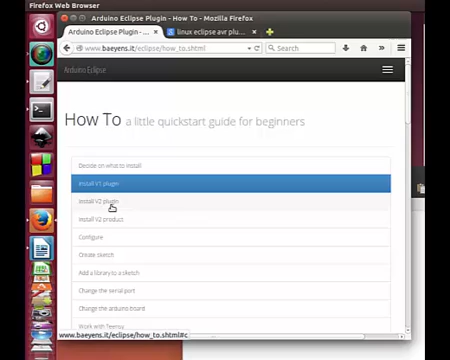 Firefox Web Browser
Arduino Eclipse Plugin - How To - Mozilla Firefox
Arduino Eclipse Plugin - ...
linux eclipse avr plu...
www.baeyens.it/eclipse/how_to.shtml
Search
Arduino Eclipse
How To a little quickstart guide for beginners
Decide on what to install
Install V1 plugin
Install V2 plugin
Install V2 product
Configure
Create sketch
Add a library to a sketch
Change the serial port
Change the arduino board
Work with Teensy
www.baeyens.it/eclipse/how_to.shtml#c